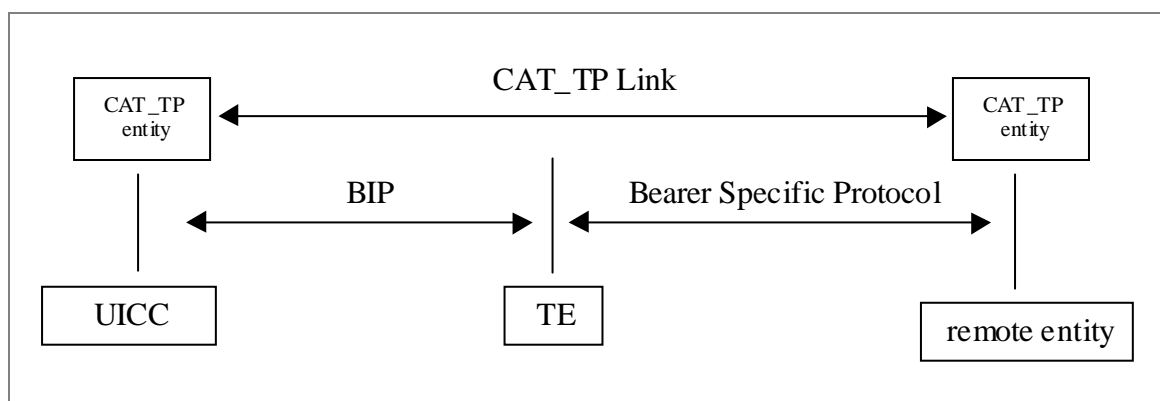 CAT_TP Link
CAT_TP
entity
CAT_TP
entity
BIP
Bearer Specific Protocol
UICC
TE
remote entity